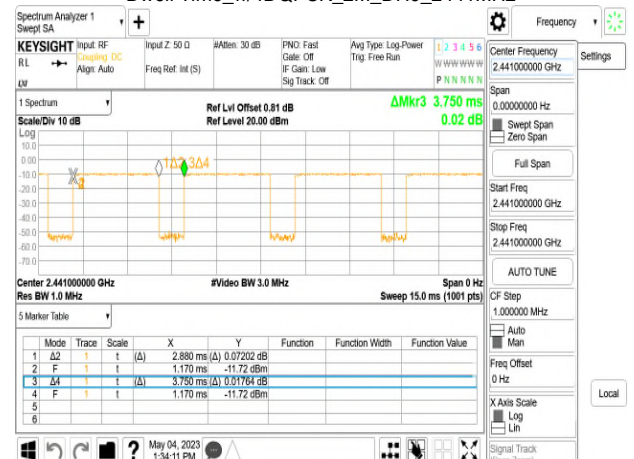 Spectrum Analyzer 1
Swept SA
Frequency
KEYSIGHT
RL
Input: RF
Coupling: DC
Align: Auto
Input Z: 50 Ω
Freq Ref: Int (S)
#Atten: 30 dB
PNO: Fast
Gate: Off
IF Gain: Low
Sig Track: Off
Avg Type: Log-Power
Trig: Free Run
1 2 3 4 5 6
W W W W W W
P N N N N N
Center Frequency
2.441000000 GHz
Settings
Span
0.00000000 Hz
Swept Span
Zero Span
Full Span
Start Freq
2.441000000 GHz
Stop Freq
2.441000000 GHz
AUTO TUNE
CF Step
1.000000 MHz
Auto
Man
Freq Offset
0 Hz
X Axis Scale
Log
Lin
Signal Track
Local
1 Spectrum
Scale/Div 10 dB
Ref Lvl Offset 0.81 dB
Ref Level 20.00 dBm
ΔMkr3 3.750 ms
0.02 dB
Log
10.0
0.00
-10.0
-20.0
-30.0
-40.0
-50.0
-60.0
-70.0
1Δ2 3Δ4
Center 2.441000000 GHz
#Video BW 3.0 MHz
Span 0 Hz
Res BW 1.0 MHz
Sweep 15.0 ms (1001 pts)
5 Marker Table
Mode Trace Scale X Y Function Function Width Function Value
1 Δ2 1 t (Δ) 2.880 ms (Δ) 0.07202 dB
2 F 1 t 1.170 ms -11.72 dBm
3 Δ4 1 t (Δ) 3.750 ms (Δ) 0.01764 dB
4 F 1 t 1.170 ms -11.72 dBm
5
6
May 04, 2023
1:34:11 PM